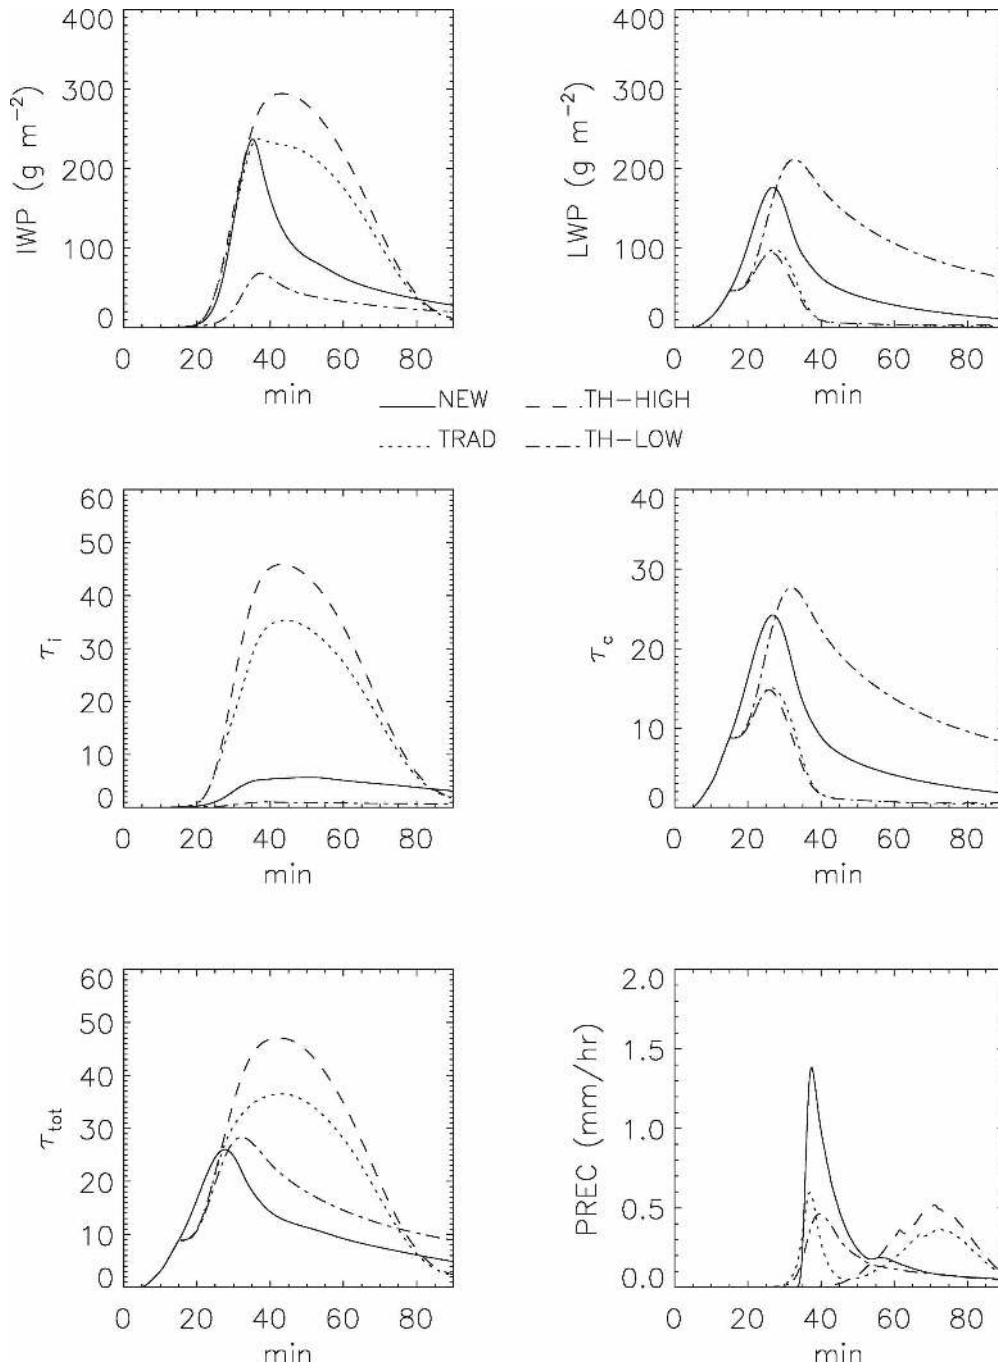 400
300
200
100
0
IWP (g m⁻²)
0 20 40 60 80
min
400
300
200
100
0
LWP (g m⁻²)
0 20 40 60 80
min
NEW TH-HIGH
TRAD TH-LOW
60
50
40
30
20
10
0
τi
0 20 40 60 80
min
40
30
20
10
0
τc
0 20 40 60 80
min
60
50
40
30
20
10
0
τtot
0 20 40 60 80
min
2.0
1.5
1.0
0.5
0.0
PREC (mm/hr)
0 20 40 60 80
min